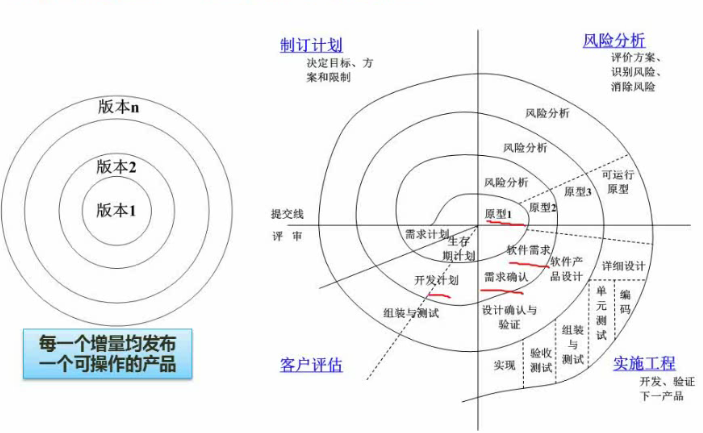 版本n
版本2
版本1
每一个增量均发布
一个可操作的产品
制订计划
决定目标、方
案和限制
风险分析
评价方案、
识别风险、
消除风险
风险分析
风险分析
风险分析
可运行
原型
原型3
原型2
原型1
提交线
评 审
需求计划
生存
期计划
软件需求
软件产
品设计
详细设计
开发计划
需求确认
组装与测试
设计确认与
验证
单元测试
编码
组装
与
测试
验收
测试
实现
客户评估
实施工程
开发、验证
下一产品